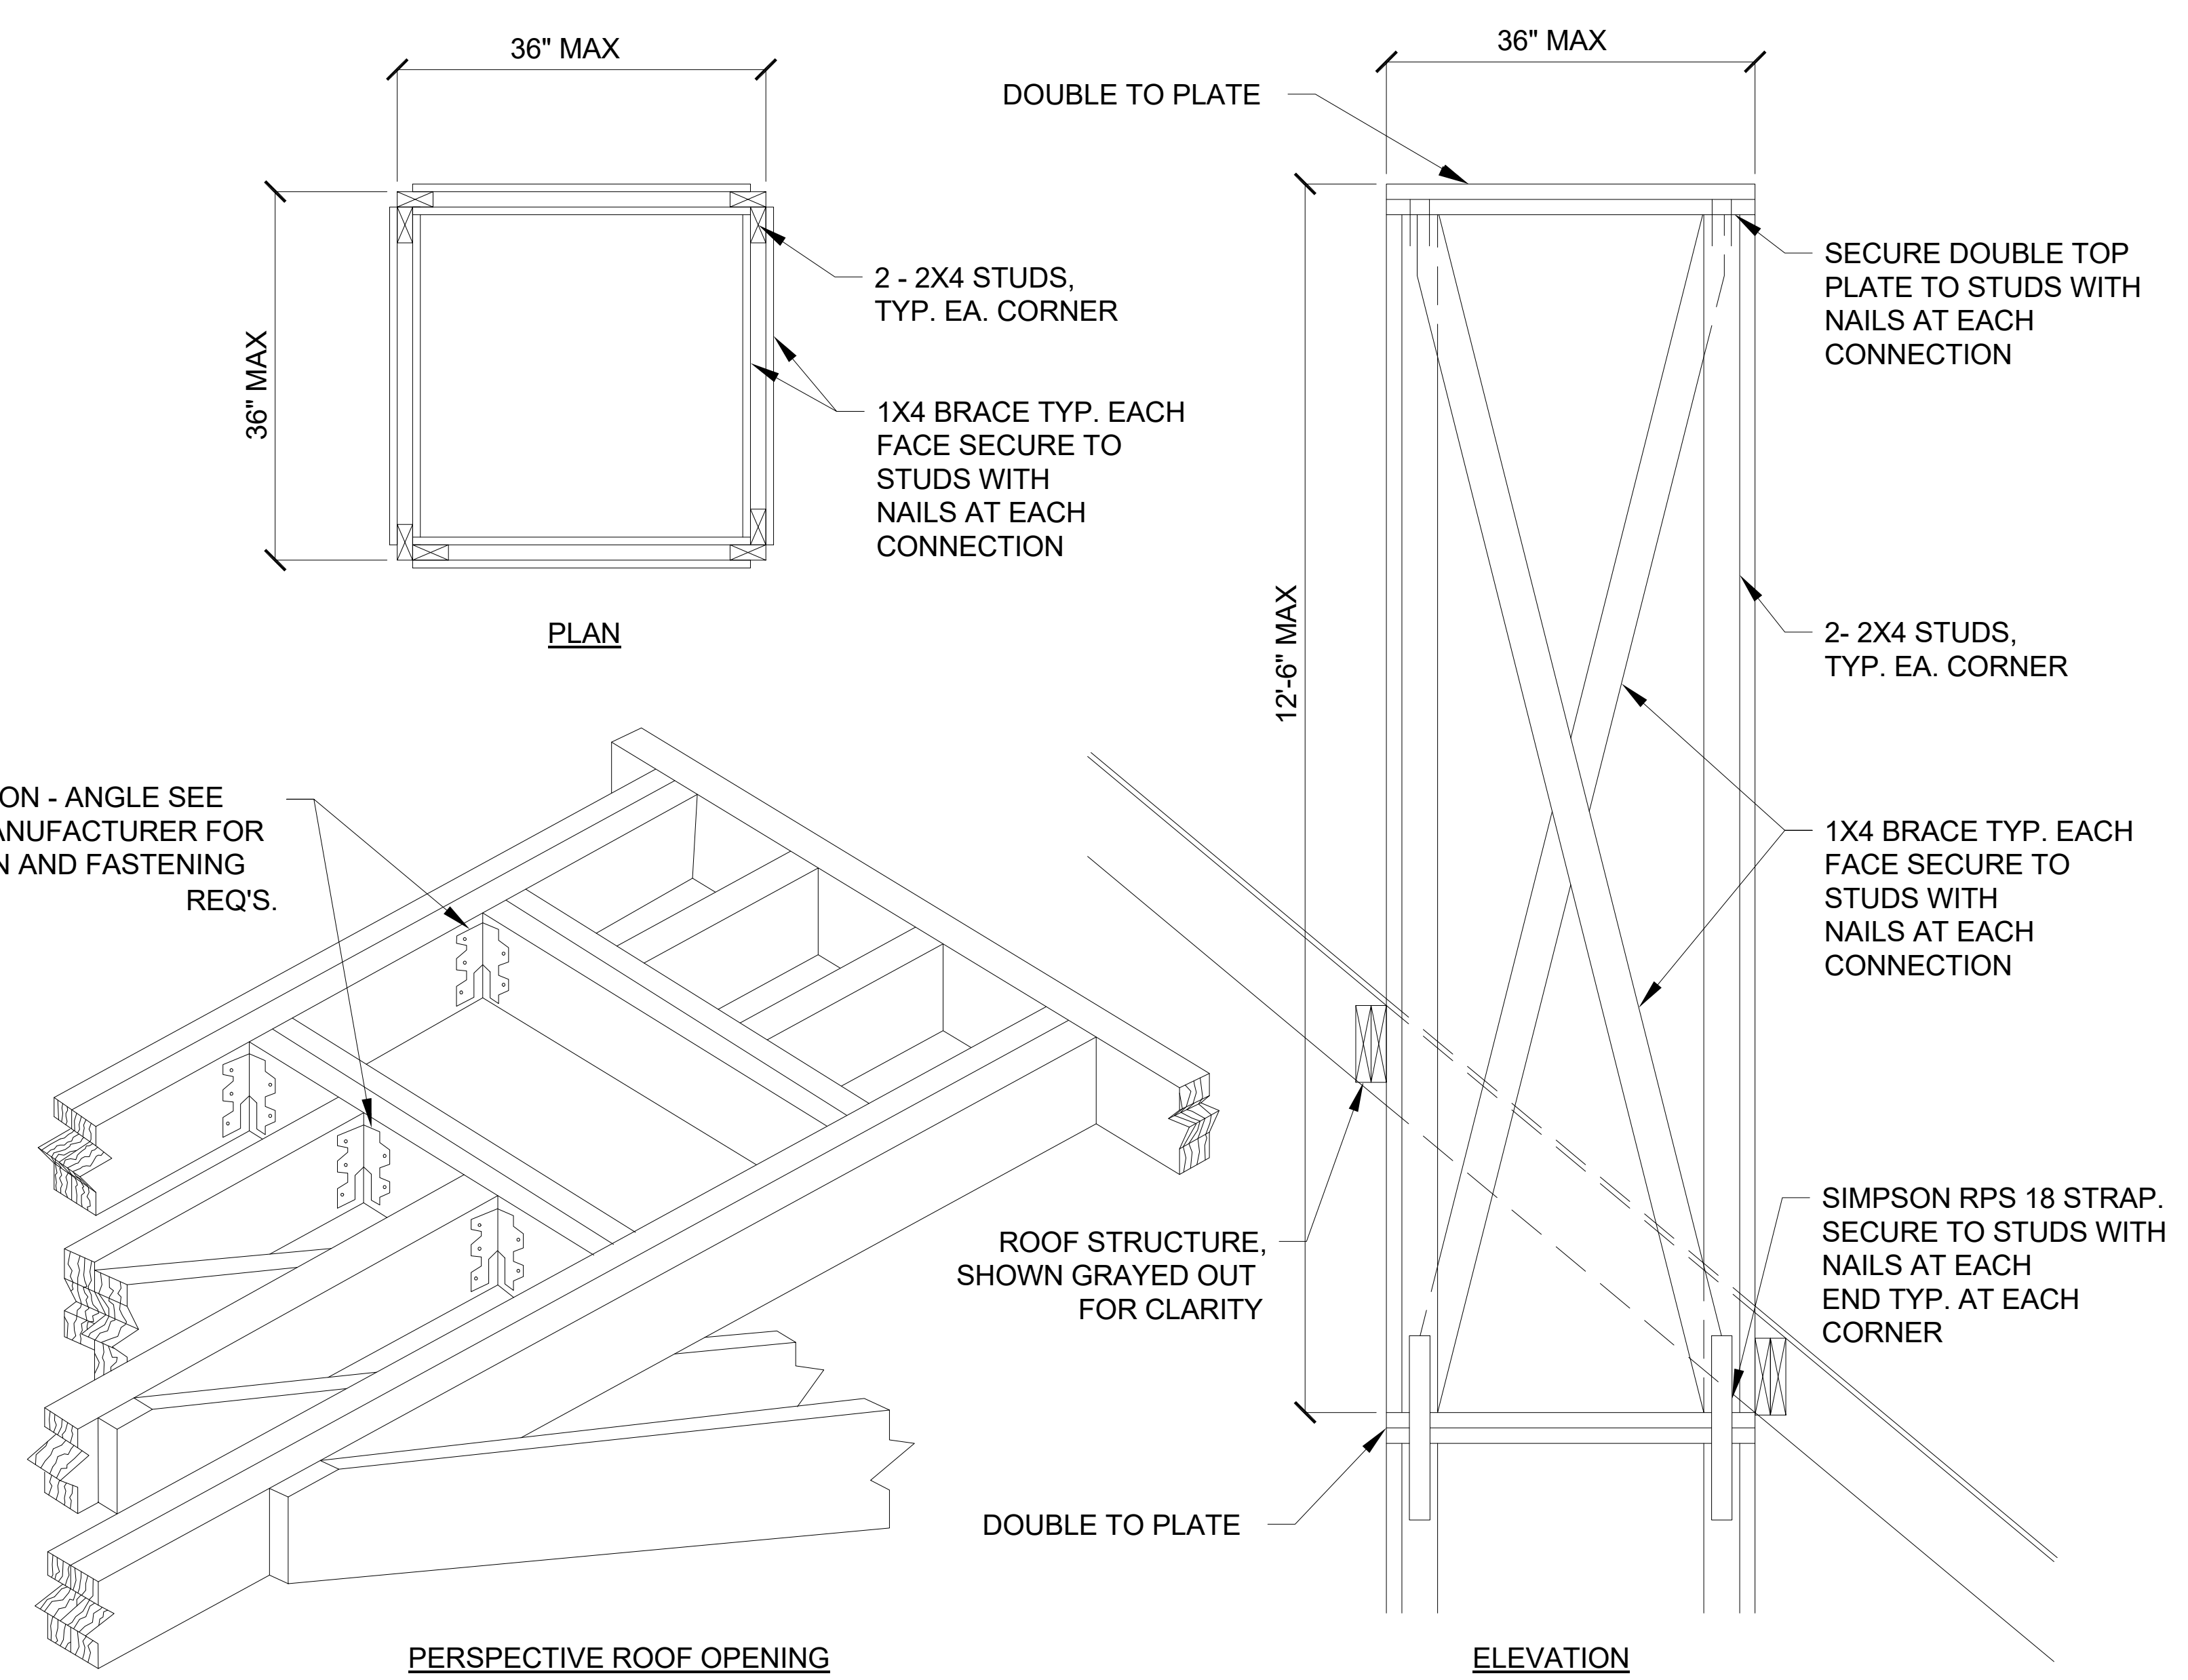 36" MAX
36" MAX
2 - 2X4 STUDS,
TYP. EA. CORNER
1X4 BRACE TYP. EACH
FACE SECURE TO
STUDS WITH
NAILS AT EACH
CONNECTION
PLAN
- ANGLE SEE
FOR
AND FASTENING
REQ'S.
PERSPECTIVE ROOF OPENING
36" MAX
DOUBLE TO PLATE
12'-6" MAX
SECURE DOUBLE TOP
PLATE TO STUDS WITH
NAILS AT EACH
CONNECTION
2- 2X4 STUDS,
TYP. EA. CORNER
1X4 BRACE TYP. EACH
FACE SECURE TO
STUDS WITH
NAILS AT EACH
CONNECTION
ROOF STRUCTURE,
SHOWN GRAYED OUT
FOR CLARITY
SIMPSON RPS 18 STRAP.
SECURE TO STUDS WITH
NAILS AT EACH
END TYP. AT EACH
CORNER
DOUBLE TO PLATE
ELEVATION